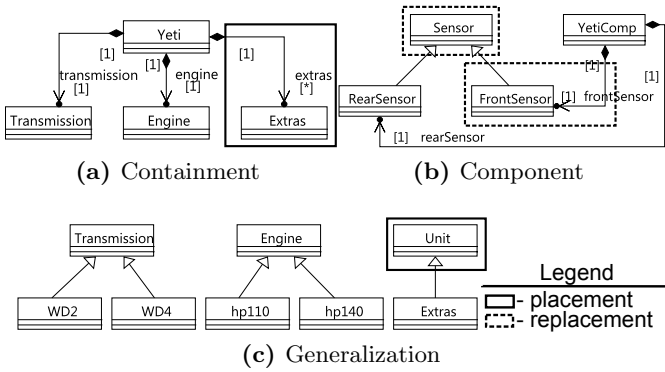 Yeti
[1]
[1]
[1]
transmission
engine
extras
[1]
[1]
[*]
Transmission
Engine
Extras
(a) Containment
Sensor
YetiComp
[1]
[1]
RearSensor
FrontSensor
[1]
frontSensor
[1]
rearSensor
(b) Component
Transmission
Engine
Unit
WD2
WD4
hp110
hp140
Extras
Legend
- placement
- replacement
(c) Generalization